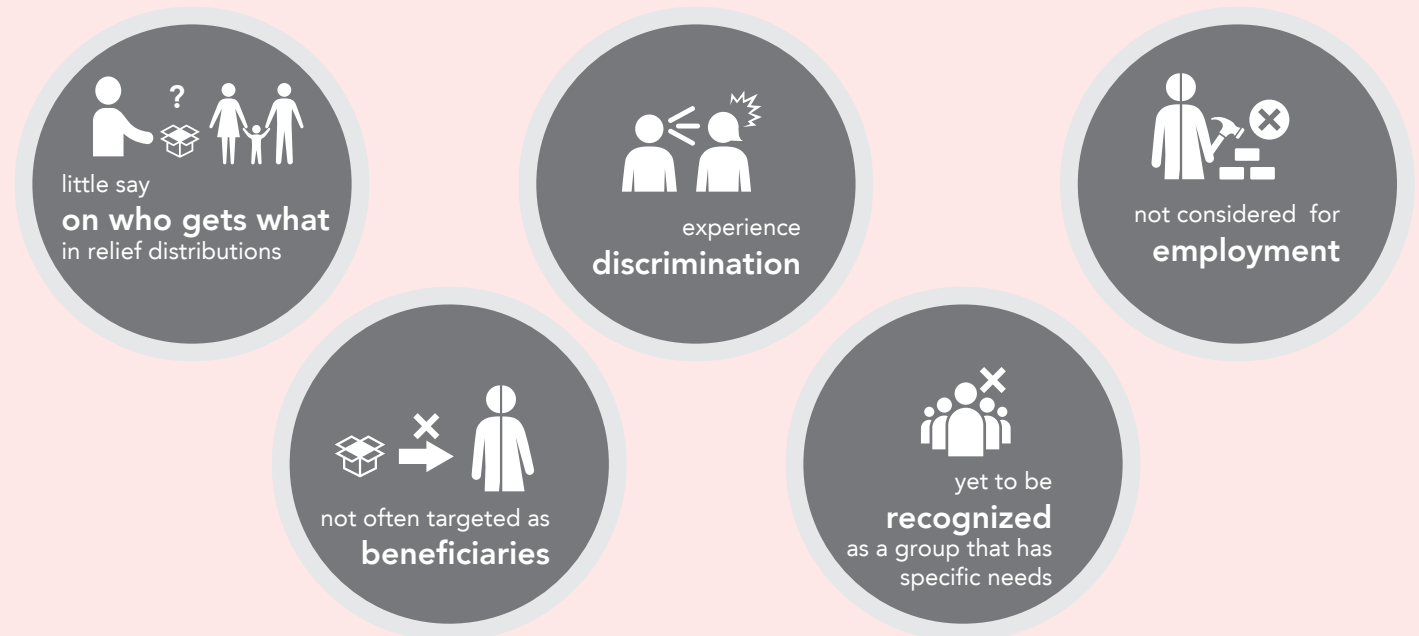 ?
little say
on who gets what
in relief distributions
experience
discrimination
not considered for
employment
not often targeted as
beneficiaries
yet to be
recognized
as a group that has
specific needs